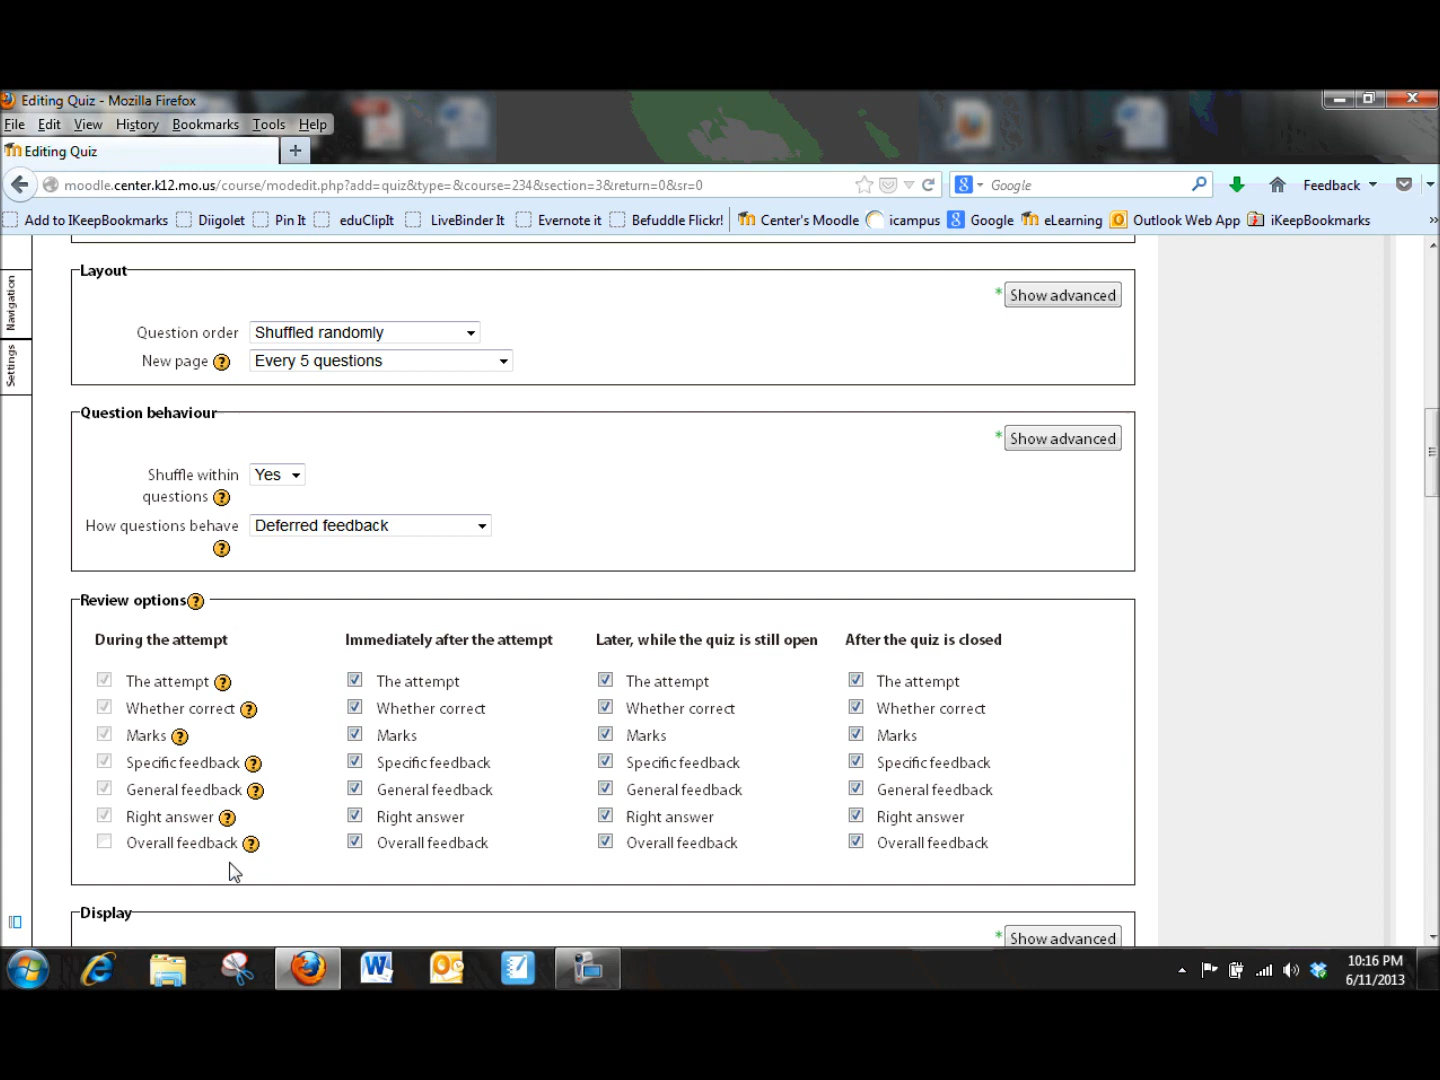 Editing Quiz - Mozilla Firefox
File Edit View History Bookmarks Tools Help
Editing Quiz
moodle.center.k12.mo.us/course/modedit.php?add=quiz&type=&course=234&section=3&return=0&sr=0
Google
Feedback
Add to IKeepBookmarks Diigolet Pin It eduClipIt LiveBinder It Evernote it Befuddle Flickr! Center's Moodle icampus Google eLearning Outlook Web App iKeepBookmarks »
Navigation
Settings
Layout
* Show advanced
Question order Shuffled randomly
New page Every 5 questions
Question behaviour
* Show advanced
Shuffle within
questions
Yes
How questions behave Deferred feedback
Review options
During the attempt Immediately after the attempt Later, while the quiz is still open After the quiz is closed
The attempt The attempt The attempt The attempt
Whether correct Whether correct Whether correct Whether correct
Marks Marks Marks Marks
Specific feedback Specific feedback Specific feedback Specific feedback
General feedback General feedback General feedback General feedback
Right answer Right answer Right answer Right answer
Overall feedback Overall feedback Overall feedback Overall feedback
Display
* Show advanced
10:16 PM
6/11/2013